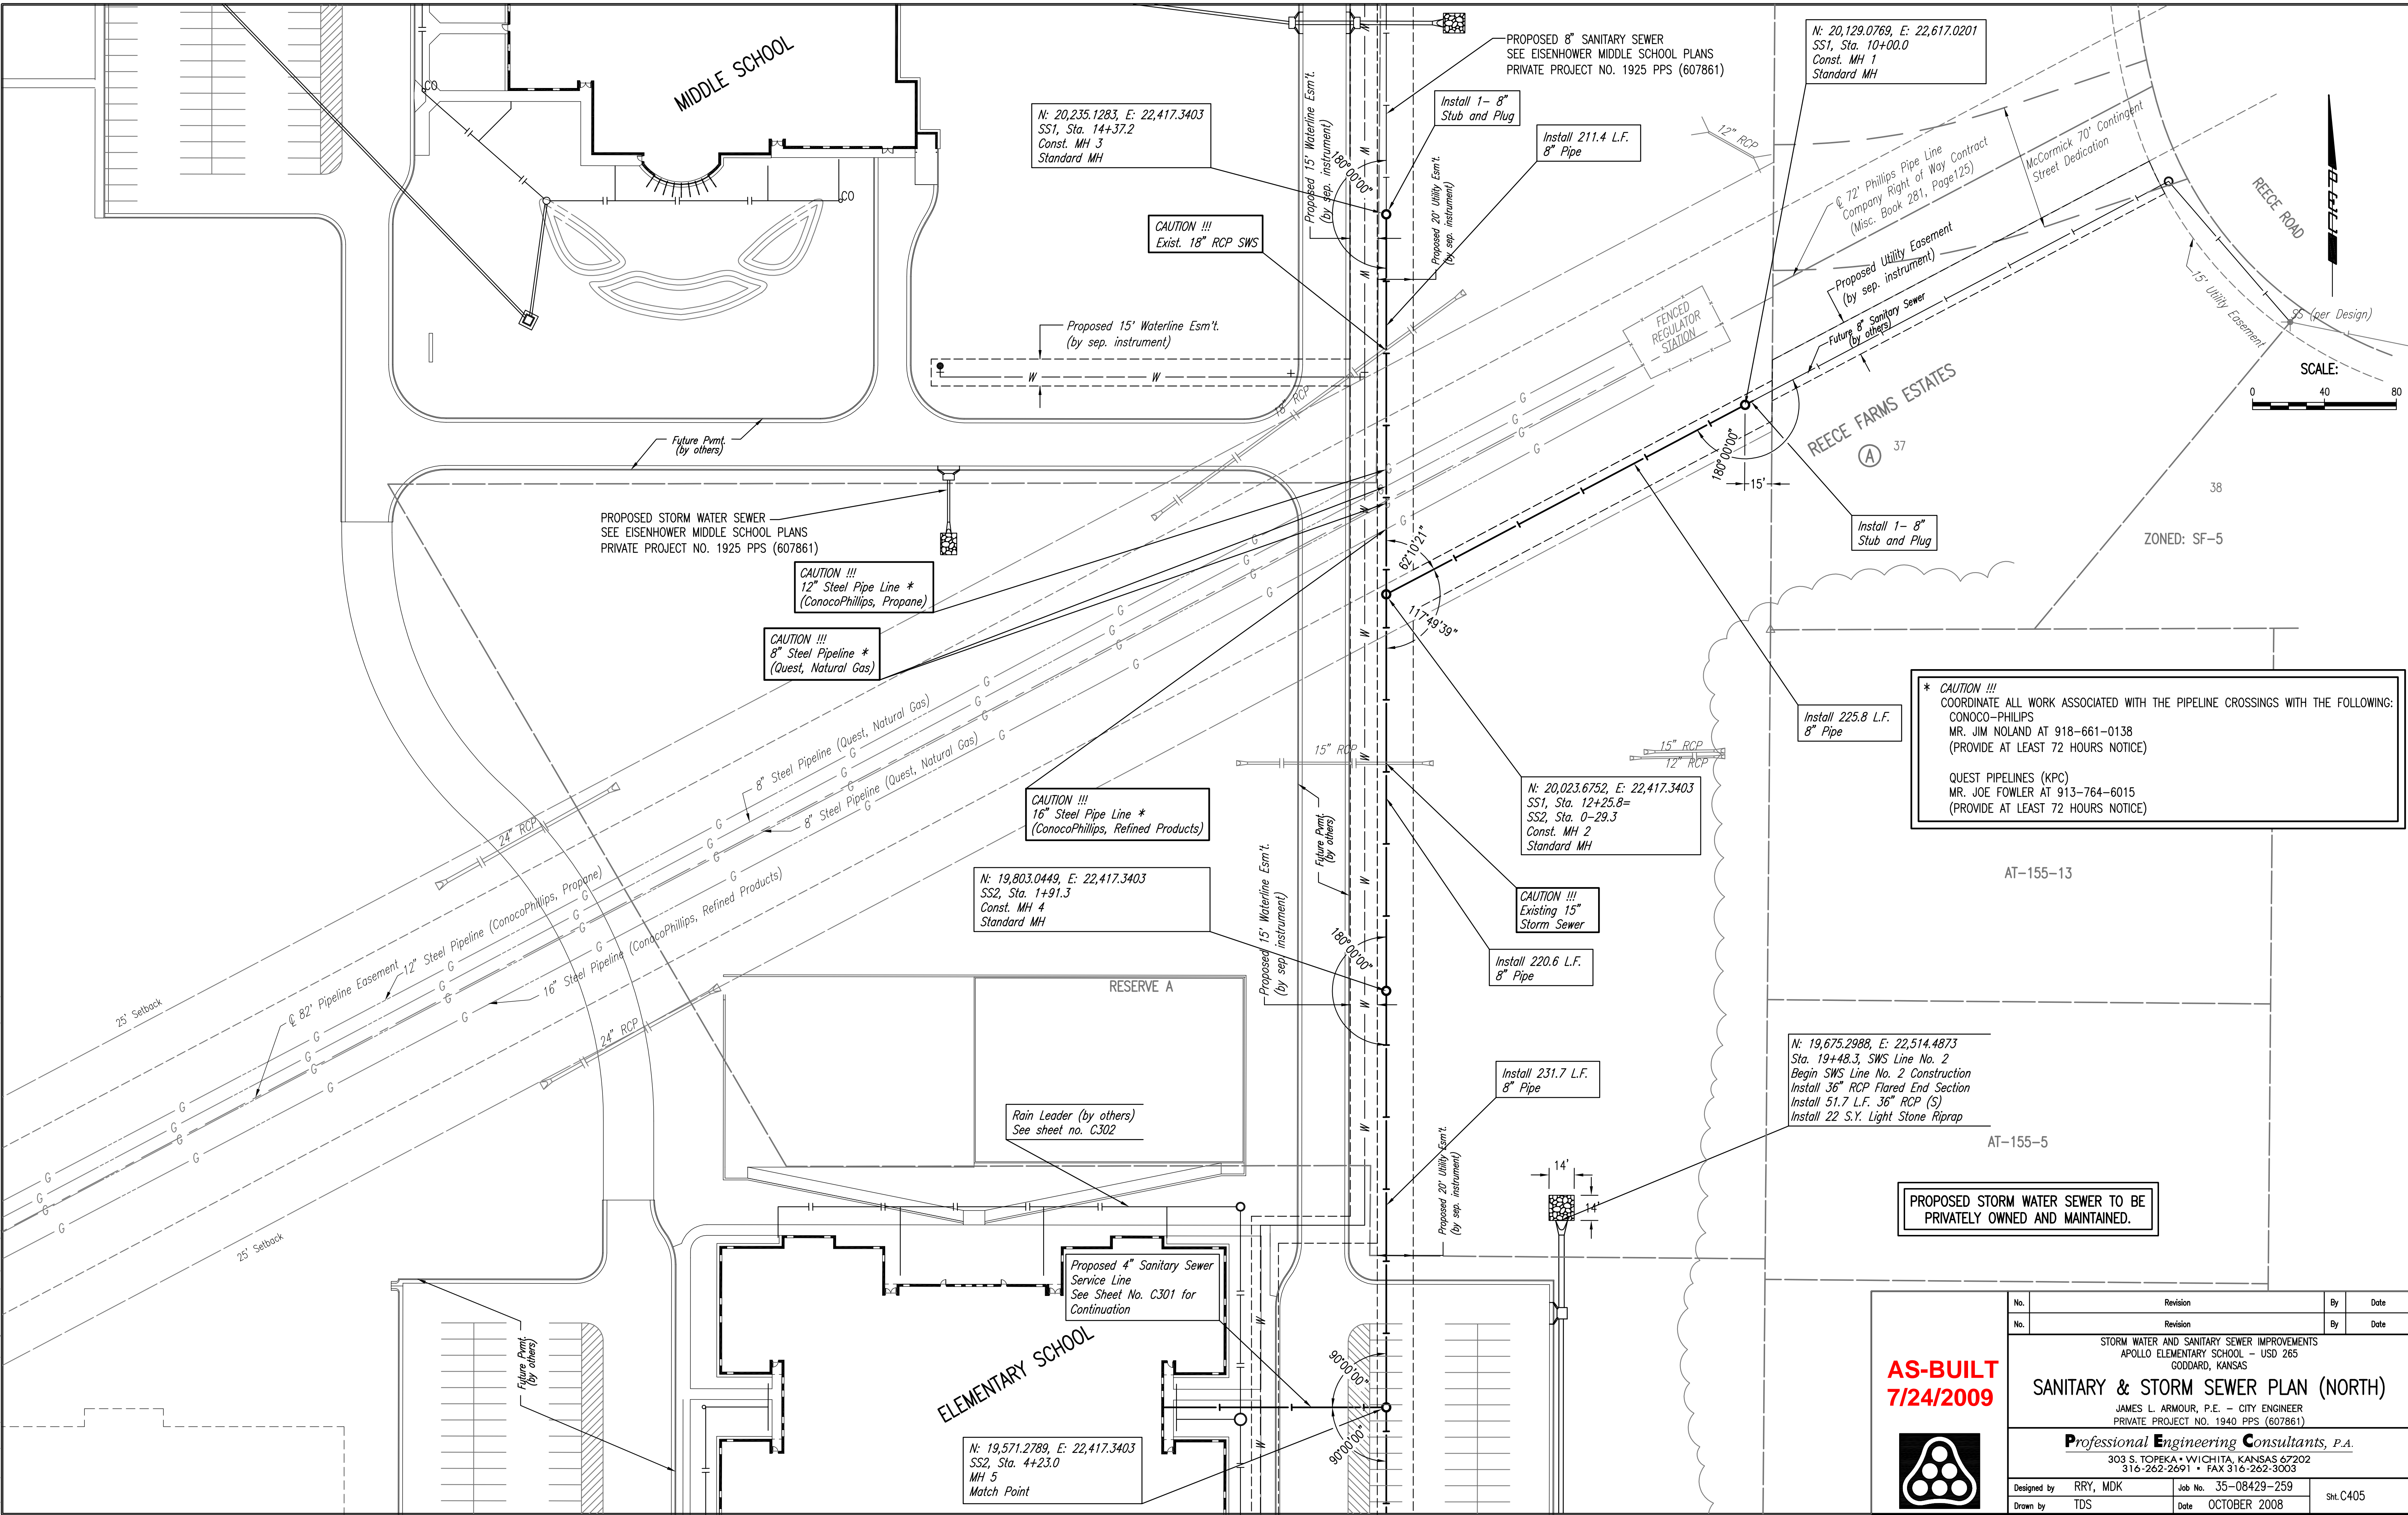 MIDDLE SCHOOL
CO
CO
PROPOSED 8" SANITARY SEWER
SEE EISENHOWER MIDDLE SCHOOL PLANS
PRIVATE PROJECT NO. 1925 PPS (607861)
N: 20,129.0769, E: 22,617.0201
SS1, Sta. 10+00.0
Const. MH 1
Standard MH
N: 20,235.1283, E: 22,417.3403
SS1, Sta. 14+37.2
Const. MH 3
Standard MH
Proposed 15' Waterline Esm't.
(by sep. instrument)
180°00'00"
Install 1- 8"
Stub and Plug
Install 211.4 L.F.
8" Pipe
Proposed 20' Utility Esm't.
(by sep. instrument)
12" RCP
℄ 72' Phillips Pipe Line
Company Right of Way Contract
(Misc. Book 281, Page125)
McCormick 70' Contingent
Street Dedication
REECE ROAD
15' Utility Easement
SS (per Design)
SCALE:
0 40 80
CAUTION !!!
Exist. 18" RCP SWS
Proposed 15' Waterline Esm't.
(by sep. instrument)
W W
18" RCP
FENCED
REGULATOR
STATION
Proposed Utility Easement
(by sep. instrument)
Future 8" Sanitary Sewer
(by others)
REECE FARMS ESTATES
A 37
38
ZONED: SF-5
180°00'00"
15'
Install 1- 8"
Stub and Plug
Future Pvmt.
(by others)
PROPOSED STORM WATER SEWER
SEE EISENHOWER MIDDLE SCHOOL PLANS
PRIVATE PROJECT NO. 1925 PPS (607861)
CAUTION !!!
12" Steel Pipe Line *
(ConocoPhillips, Propane)
CAUTION !!!
8" Steel Pipeline *
(Quest, Natural Gas)
62°10'21"
117°49'39"
Install 225.8 L.F.
8" Pipe
* CAUTION !!!
COORDINATE ALL WORK ASSOCIATED WITH THE PIPELINE CROSSINGS WITH THE FOLLOWING:
CONOCO-PHILIPS
MR. JIM NOLAND AT 918-661-0138
(PROVIDE AT LEAST 72 HOURS NOTICE)
QUEST PIPELINES (KPC)
MR. JOE FOWLER AT 913-764-6015
(PROVIDE AT LEAST 72 HOURS NOTICE)
8" Steel Pipeline (Quest, Natural Gas)
8" Steel Pipeline (Quest, Natural Gas)
15" RCP
15" RCP
12" RCP
CAUTION !!!
16" Steel Pipe Line *
(ConocoPhillips, Refined Products)
N: 20,023.6752, E: 22,417.3403
SS1, Sta. 12+25.8=
SS2, Sta. 0-29.3
Const. MH 2
Standard MH
24" RCP
12" Steel Pipeline (ConocoPhillips, Propane)
16" Steel Pipeline (ConocoPhillips, Refined Products)
℄ 82' Pipeline Easement
25' Setback
24" RCP
N: 19,803.0449, E: 22,417.3403
SS2, Sta. 1+91.3
Const. MH 4
Standard MH
Future Pvmt.
(by others)
Proposed 15' Waterline Esm't.
(by sep. instrument)
180°00'00"
CAUTION !!!
Existing 15"
Storm Sewer
Install 220.6 L.F.
8" Pipe
AT-155-13
RESERVE A
Install 231.7 L.F.
8" Pipe
N: 19,675.2988, E: 22,514.4873
Sta. 19+48.3, SWS Line No. 2
Begin SWS Line No. 2 Construction
Install 36" RCP Flared End Section
Install 51.7 L.F. 36" RCP (S)
Install 22 S.Y. Light Stone Riprap
AT-155-5
Rain Leader (by others)
See sheet no. C302
Proposed 20' Utility Esm't.
(by sep. instrument)
14'
14'
PROPOSED STORM WATER SEWER TO BE
PRIVATELY OWNED AND MAINTAINED.
25' Setback
Proposed 4" Sanitary Sewer
Service Line
See Sheet No. C301 for
Continuation
Future Pvmt.
(by others)
ELEMENTARY SCHOOL
90°00'00"
90°00'00"
N: 19,571.2789, E: 22,417.3403
SS2, Sta. 4+23.0
MH 5
Match Point
AS-BUILT
7/24/2009
No. Revision By Date
No. Revision By Date
STORM WATER AND SANITARY SEWER IMPROVEMENTS
APOLLO ELEMENTARY SCHOOL - USD 265
GODDARD, KANSAS
SANITARY & STORM SEWER PLAN (NORTH)
JAMES L. ARMOUR, P.E. - CITY ENGINEER
PRIVATE PROJECT NO. 1940 PPS (607861)
Professional Engineering Consultants, P.A.
303 S. TOPEKA • WICHITA, KANSAS 67202
316-262-2691 • FAX 316-262-3003
Designed by RRY, MDK Job No. 35-08429-259
Drawn by TDS Date OCTOBER 2008
Sht. C405